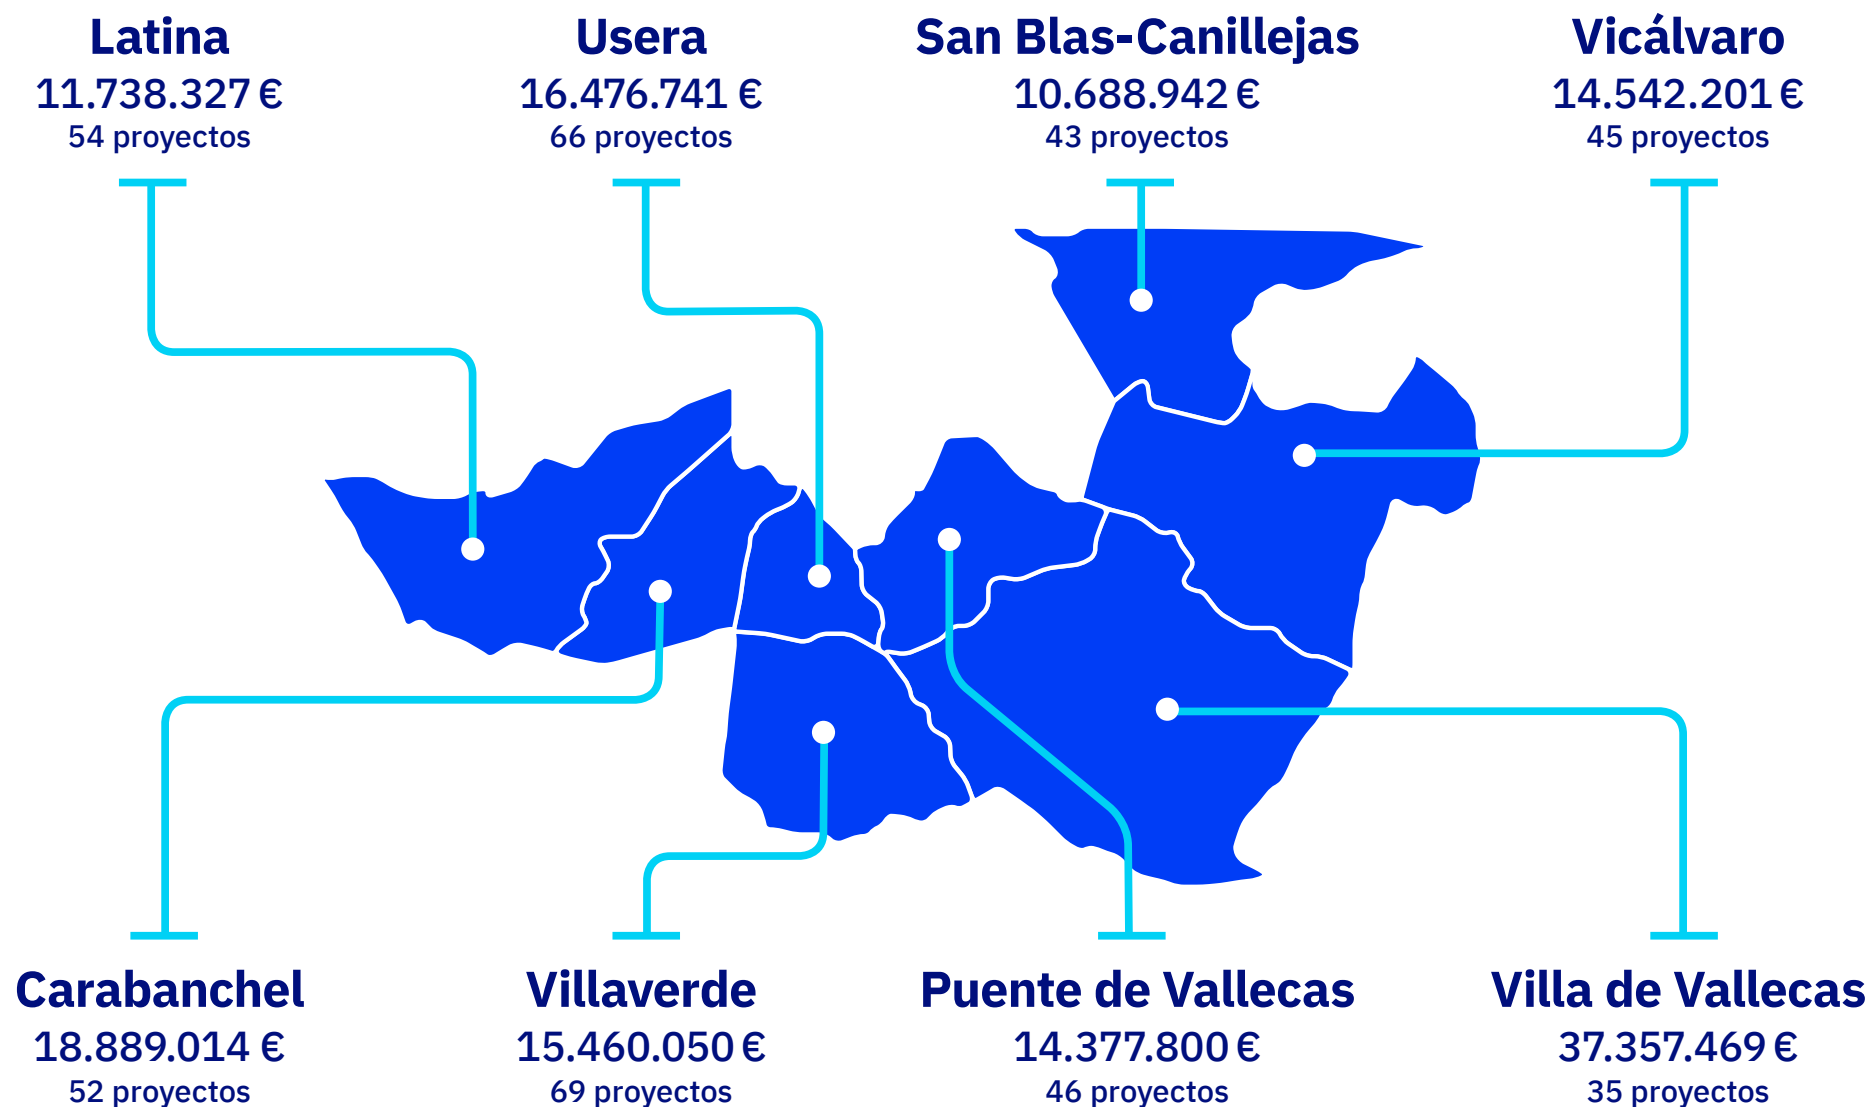 Latina
11.738.327 €
54 proyectos
Usera
16.476.741 €
66 proyectos
San Blas-Canillejas
10.688.942 €
43 proyectos
Vicálvaro
14.542.201 €
45 proyectos
Carabanchel
18.889.014 €
52 proyectos
Villaverde
15.460.050 €
69 proyectos
Puente de Vallecas
14.377.800 €
46 proyectos
Villa de Vallecas
37.357.469 €
35 proyectos